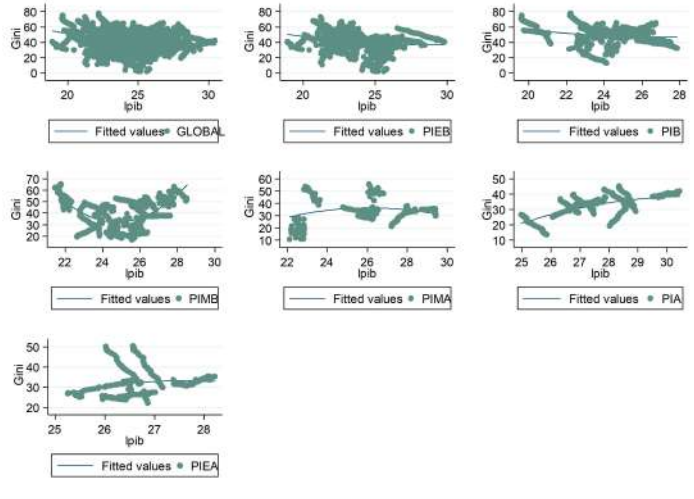 80
60
40
20
0
Gini
20 25 30
lpib
Fitted values GLOBAL
80
60
40
20
0
Gini
20 25 30
lpib
Fitted values PIEB
80
60
40
20
0
Gini
20 22 24 26 28
lpib
Fitted values PIB
70
60
50
40
30
20
Gini
22 24 26 28 30
lpib
Fitted values PIMB
60
50
40
30
20
10
Gini
22 24 26 28 30
lpib
Fitted values PIMA
50
40
30
20
10
Gini
25 26 27 28 29 30
lpib
Fitted values PIA
50
40
30
20
Gini
25 26 27 28
lpib
Fitted values PIEA